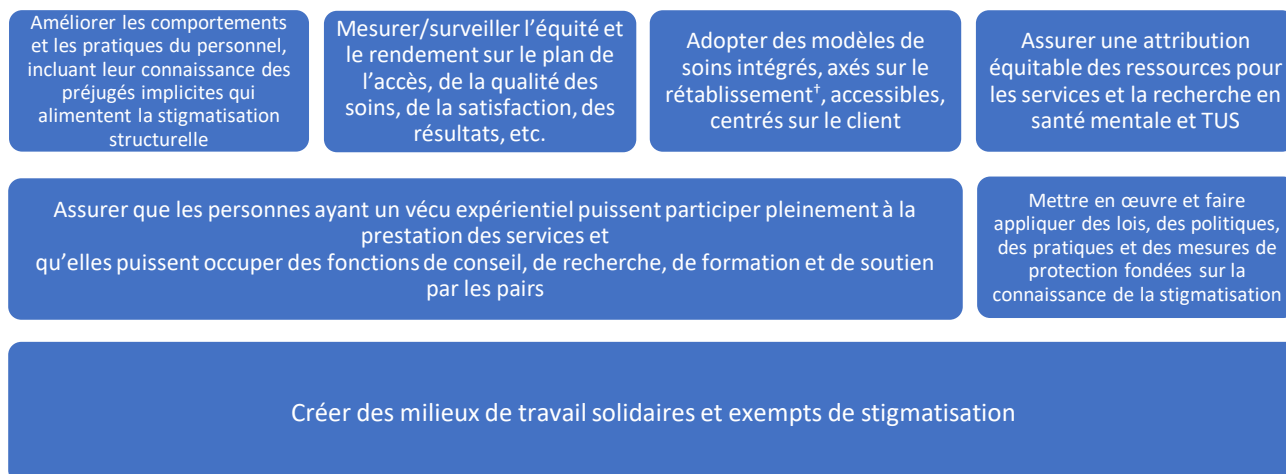 Améliorer les comportements
et les pratiques du personnel,
incluant leur connaissance des
préjugés implicites qui
alimentent la stigmatisation
structurelle
Mesurer/surveiller l’équité et
le rendement sur le plan de
l’accès, de la qualité des
soins, de la satisfaction, des
résultats, etc.
Adopter des modèles de
soins intégrés, axés sur le
rétablissement†, accessibles,
centrés sur le client
Assurer une attribution
équitable des ressources pour
les services et la recherche en
santé mentale et TUS
Assurer que les personnes ayant un vécu expérientiel puissent participer pleinement à la
prestation des services et
qu’elles puissent occuper des fonctions de conseil, de recherche, de formation et de soutien
par les pairs
Mettre en œuvre et faire
appliquer des lois, des politiques,
des pratiques et des mesures de
protection fondées sur la
connaissance de la stigmatisation
Créer des milieux de travail solidaires et exempts de stigmatisation